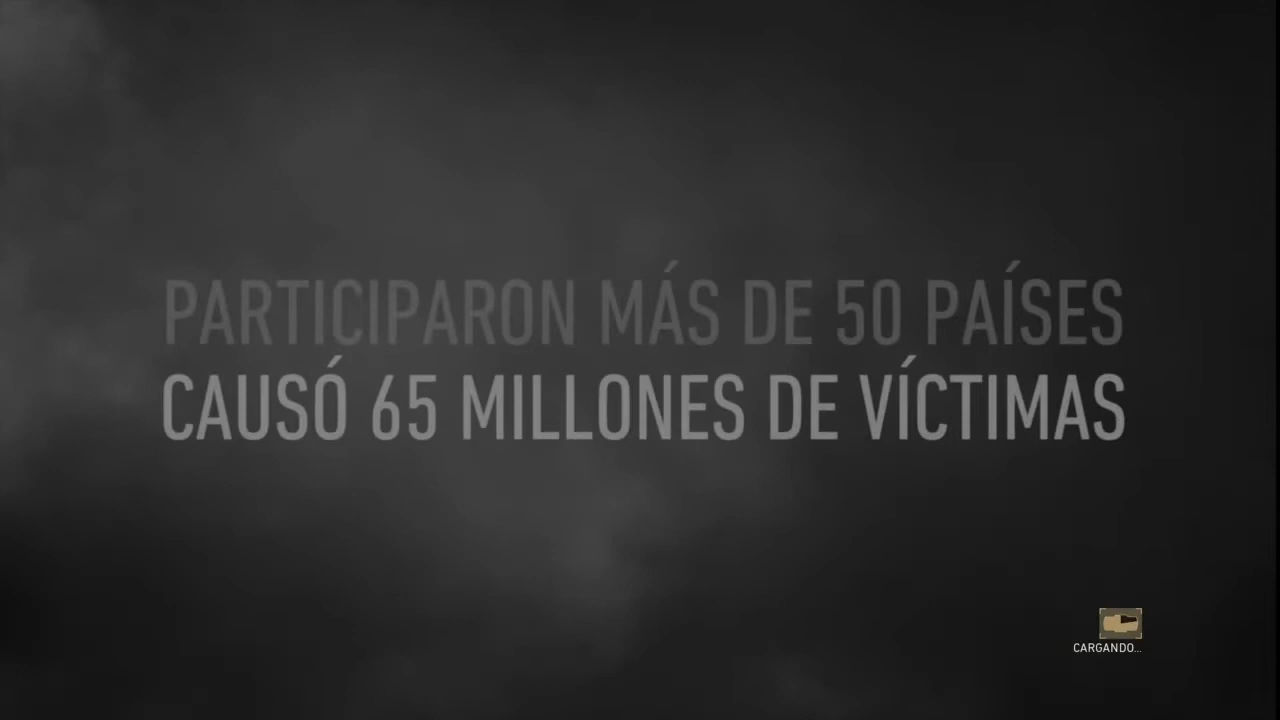 PARTICIPARON MÁS DE 50 PAÍSES
CAUSÓ 65 MILLONES DE VÍCTIMAS
CARGANDO...